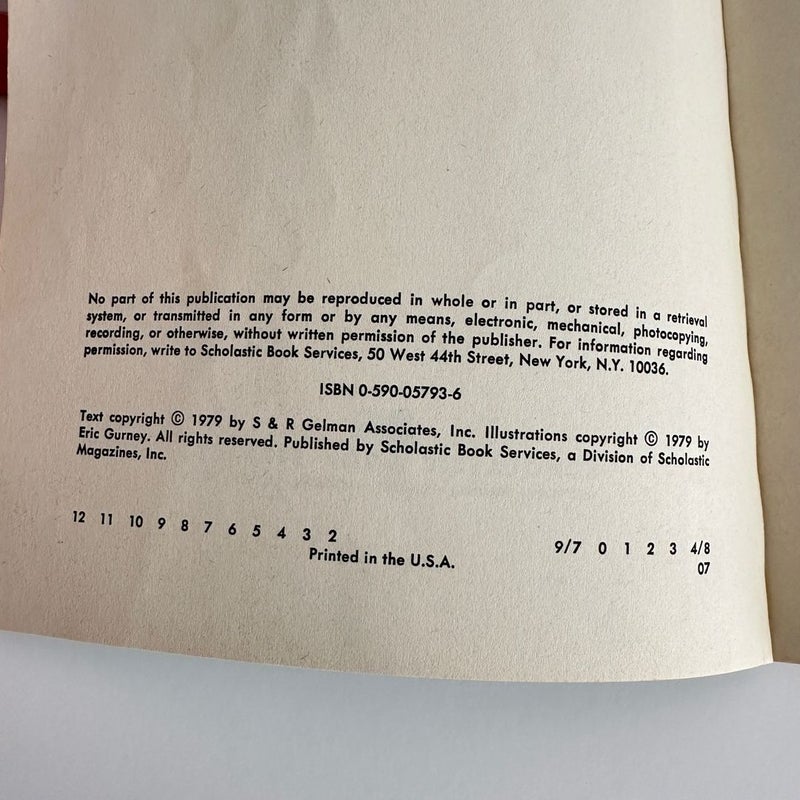 No part of this publication may be reproduced in whole or in part, or stored in a retrieval
system, or transmitted in any form or by any means, electronic, mechanical, photocopying,
recording, or otherwise, without written permission of the publisher. For information regarding
permission, write to Scholastic Book Services, 50 West 44th Street, New York, N.Y. 10036.
ISBN 0-590-05793-6
Text copyright © 1979 by S & R Gelman Associates, Inc. Illustrations copyright © 1979 by
Eric Gurney. All rights reserved. Published by Scholastic Book Services, a Division of Scholastic
Magazines, Inc.
12 11 10 9 8 7 6 5 4 3 2 9/7 0 1 2 3 4/8
Printed in the U.S.A. 07